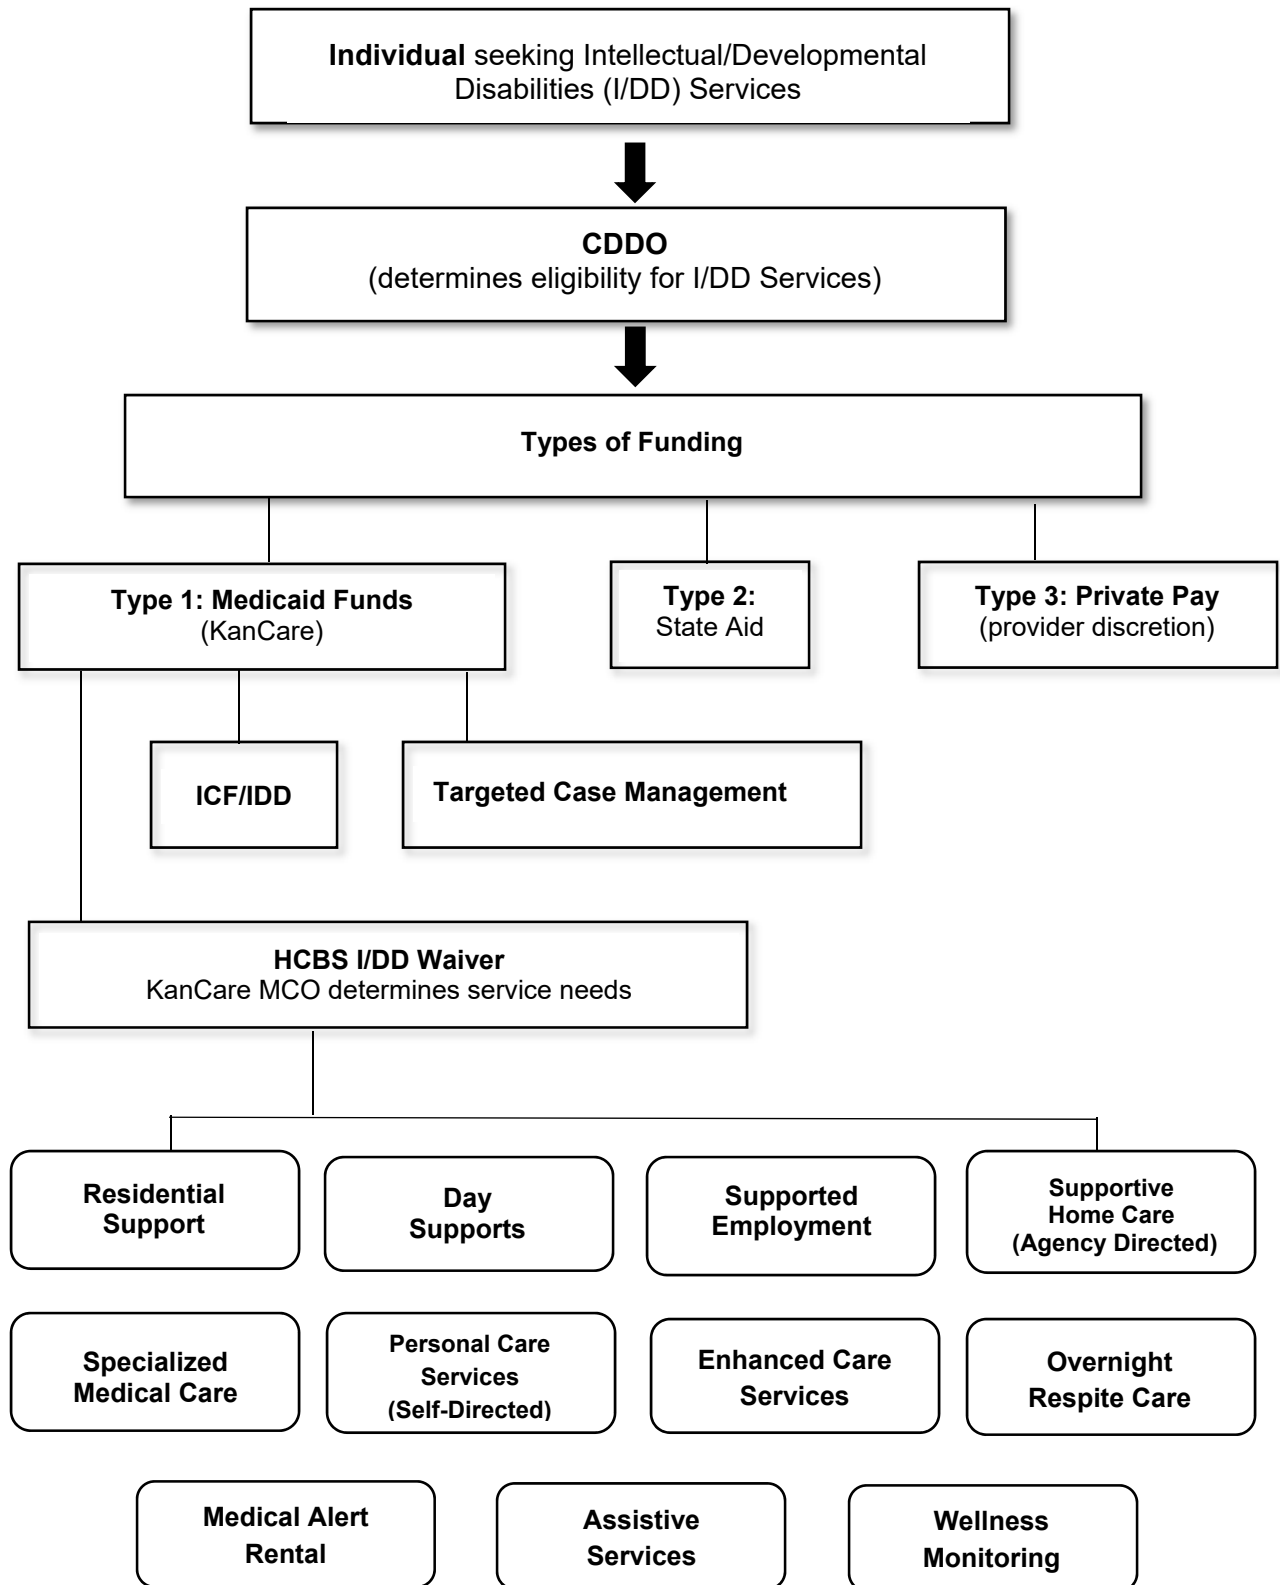 Individual seeking Intellectual/Developmental
Disabilities (I/DD) Services
CDDO
(determines eligibility for I/DD Services)
Types of Funding
Type 1: Medicaid Funds
(KanCare)
Type 2:
State Aid
Type 3: Private Pay
(provider discretion)
ICF/IDD
Targeted Case Management
HCBS I/DD Waiver
KanCare MCO determines service needs
Residential
Support
Day
Supports
Supported
Employment
Supportive
Home Care
(Agency Directed)
Specialized
Medical Care
Personal Care
Services
(Self-Directed)
Enhanced Care
Services
Overnight
Respite Care
Medical Alert
Rental
Assistive
Services
Wellness
Monitoring